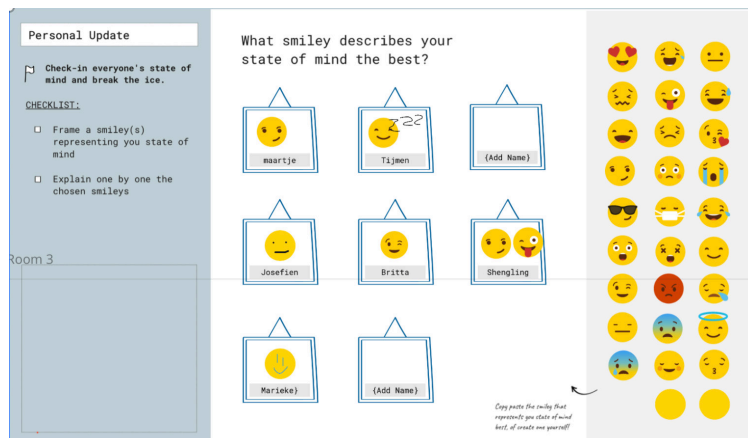 Personal Update
Check-in everyone's state of
mind and break the ice.
CHECKLIST:
Frame a smiley(s)
representing you state of
mind
Explain one by one the
chosen smileys
Room 3
What smiley describes your
state of mind the best?
zzz
maartje
Tijmen
{Add Name}
Josefien
Britta
Shengling
Marieke}
{Add Name}
Copy paste the smiley that
represents you state of mind
best, of create one yourself!